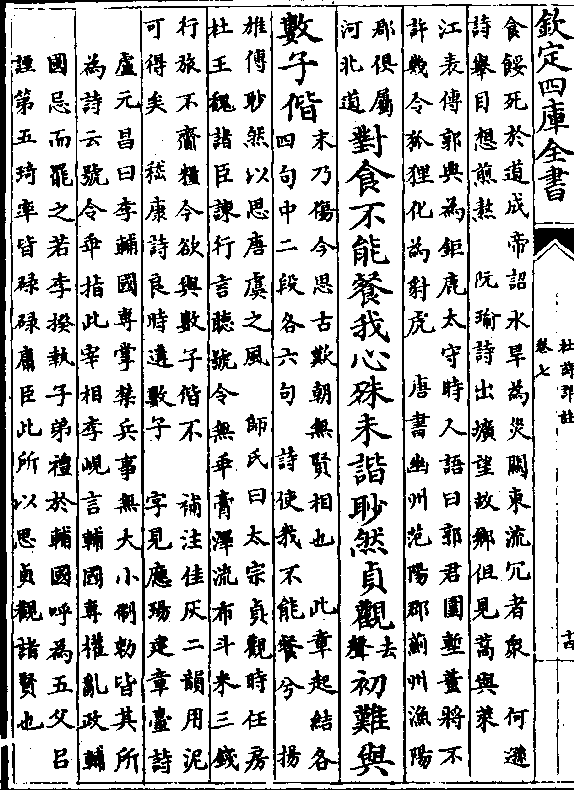 欽定四庫全書
杜詩詳註
卷七
十四
食餒死於道成帝詔水旱為災關東流冗者衆　何遜
詩舉目想煎熬　阮瑜詩出壙望故鄉但見蒿與萊
江表傳郭與為鉅鹿太守時人語曰郭君圍塹董將不
許幾令狐狸化為豺虎　唐書幽州范陽郡薊州漁陽
郡俱屬
河北道
對食不能餐我心殊未諧眇然貞觀去聲初難與
數子偕
末乃傷今思古歎朝無賢相也　此章起結各
四句中二段各六句　詩使我不能餐兮　揚
雄傳眇然以思唐虞之風　師氏曰太宗貞觀時任房
杜王魏諸臣諫行言聽號令無乖膏澤流布斗米三錢
行旅不齎糧今欲與數子偕不
可得矣　嵇康詩良時遘數子
補注佳灰二韻用泥
字見應瑒建章臺詩
盧元昌曰李輔國專掌禁兵事無大小制勅皆其所
為詩云號令乖指此宰相李峴言輔國專權亂政輔
國忌而罷之若李揆執子弟禮於輔國呼為五父呂
諲第五琦率皆碌碌庸臣此所以思貞觀諸賢也